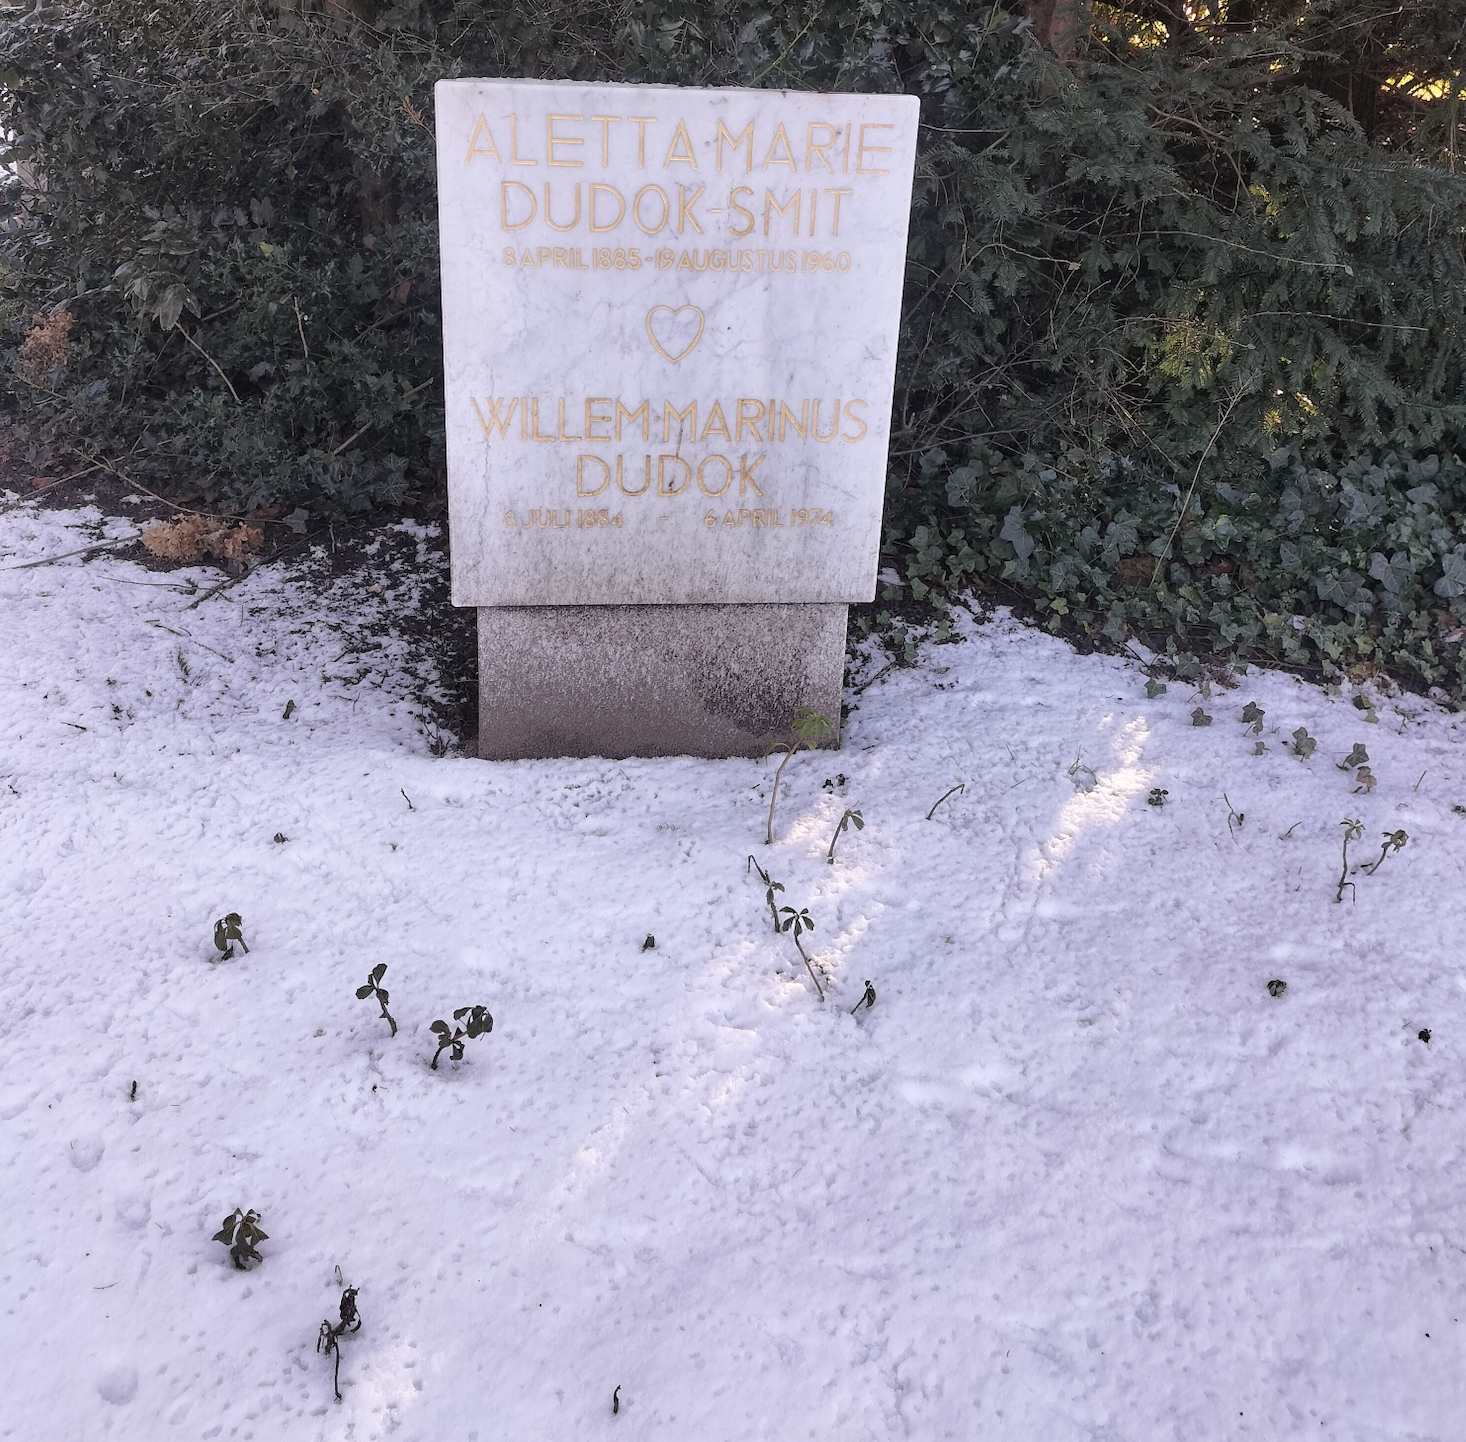 ALETTA·MARIE
DUDOK-SMIT
8 APRIL 1885-19 AUGUSTUS 1960
WILLEM·MARINUS
DUDOK
6 JULI 1884 - 6 APRIL 1974